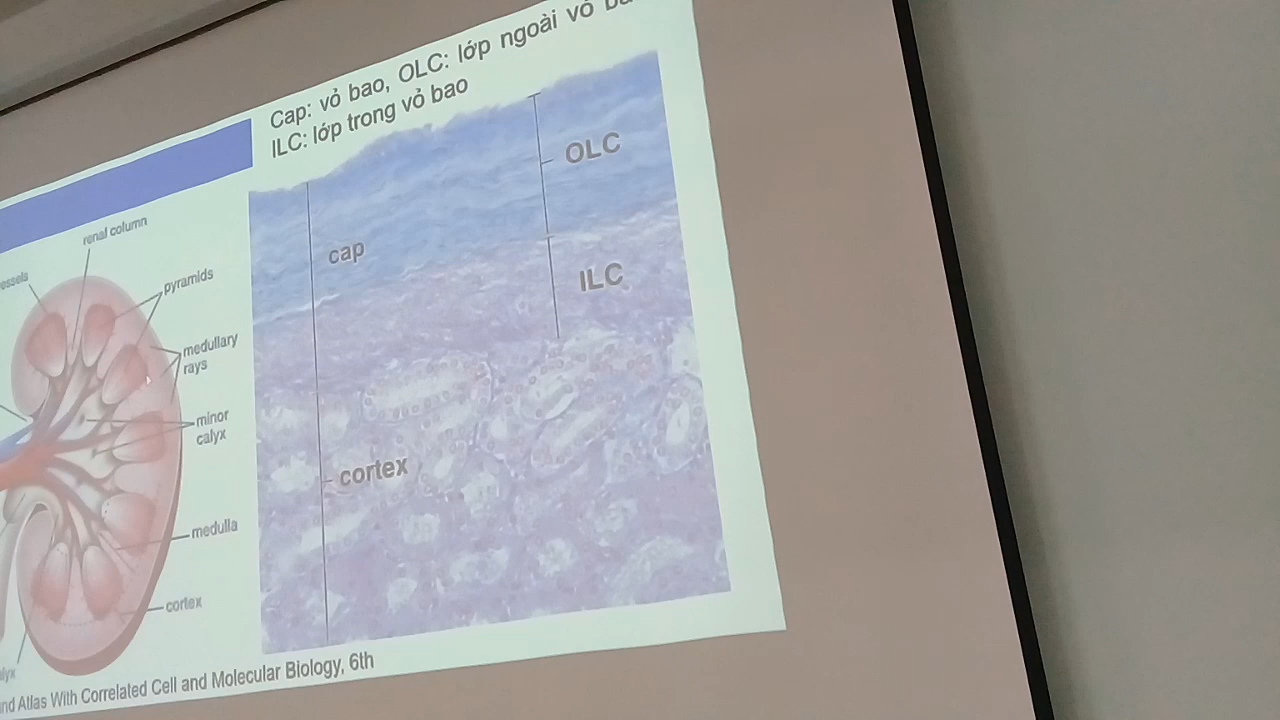 Cap: vỏ bao, OLC: lớp ngoài vỏ
ILC: lớp trong vỏ bao
OLC
cap
ILC
cortex
renal column
pyramids
medullary
rays
minor
calyx
medulla
cortex
Atlas With Correlated Cell and Molecular Biology, 6th